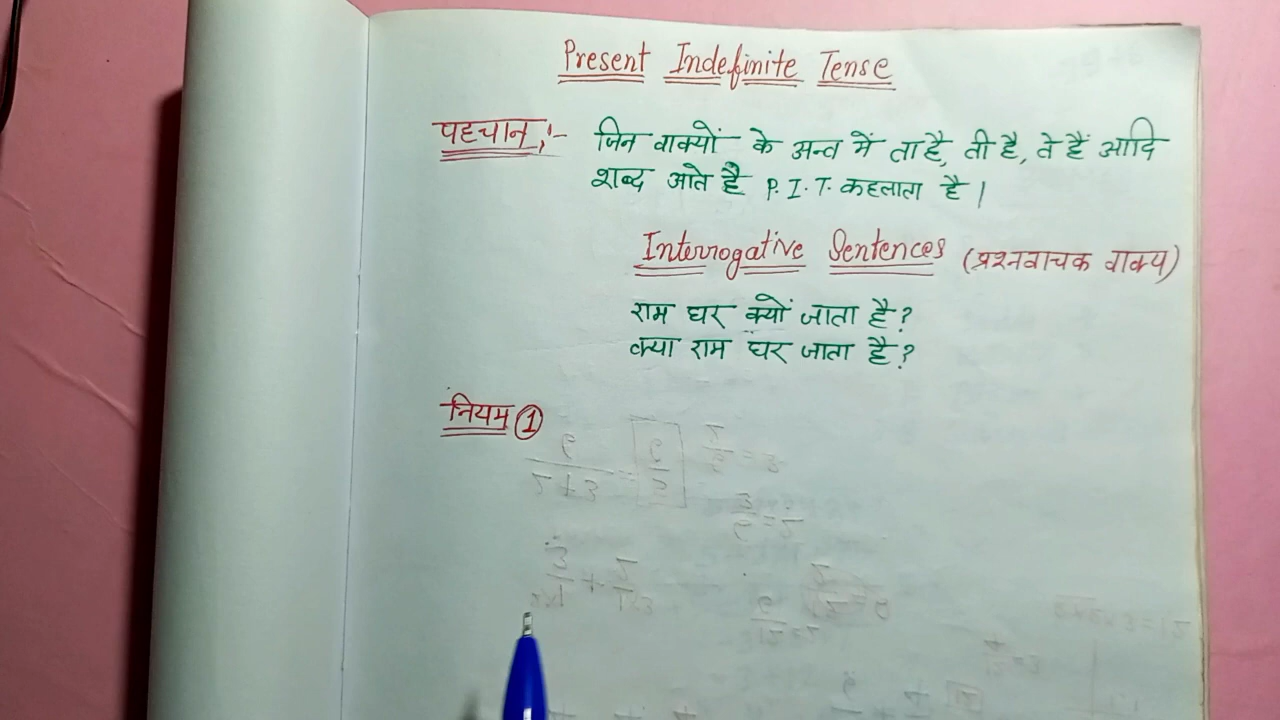 Present Indefinite Tense
पहचान :- जिन वाक्यों के अन्त में ता है, ती है, ते हैं आदि
शब्द आते है P.I.T. कहलाता है।
Interrogative Sentences (प्रश्नवाचक वाक्य)
राम घर क्यों जाता है?
क्या राम घर जाता है?
नियम ①